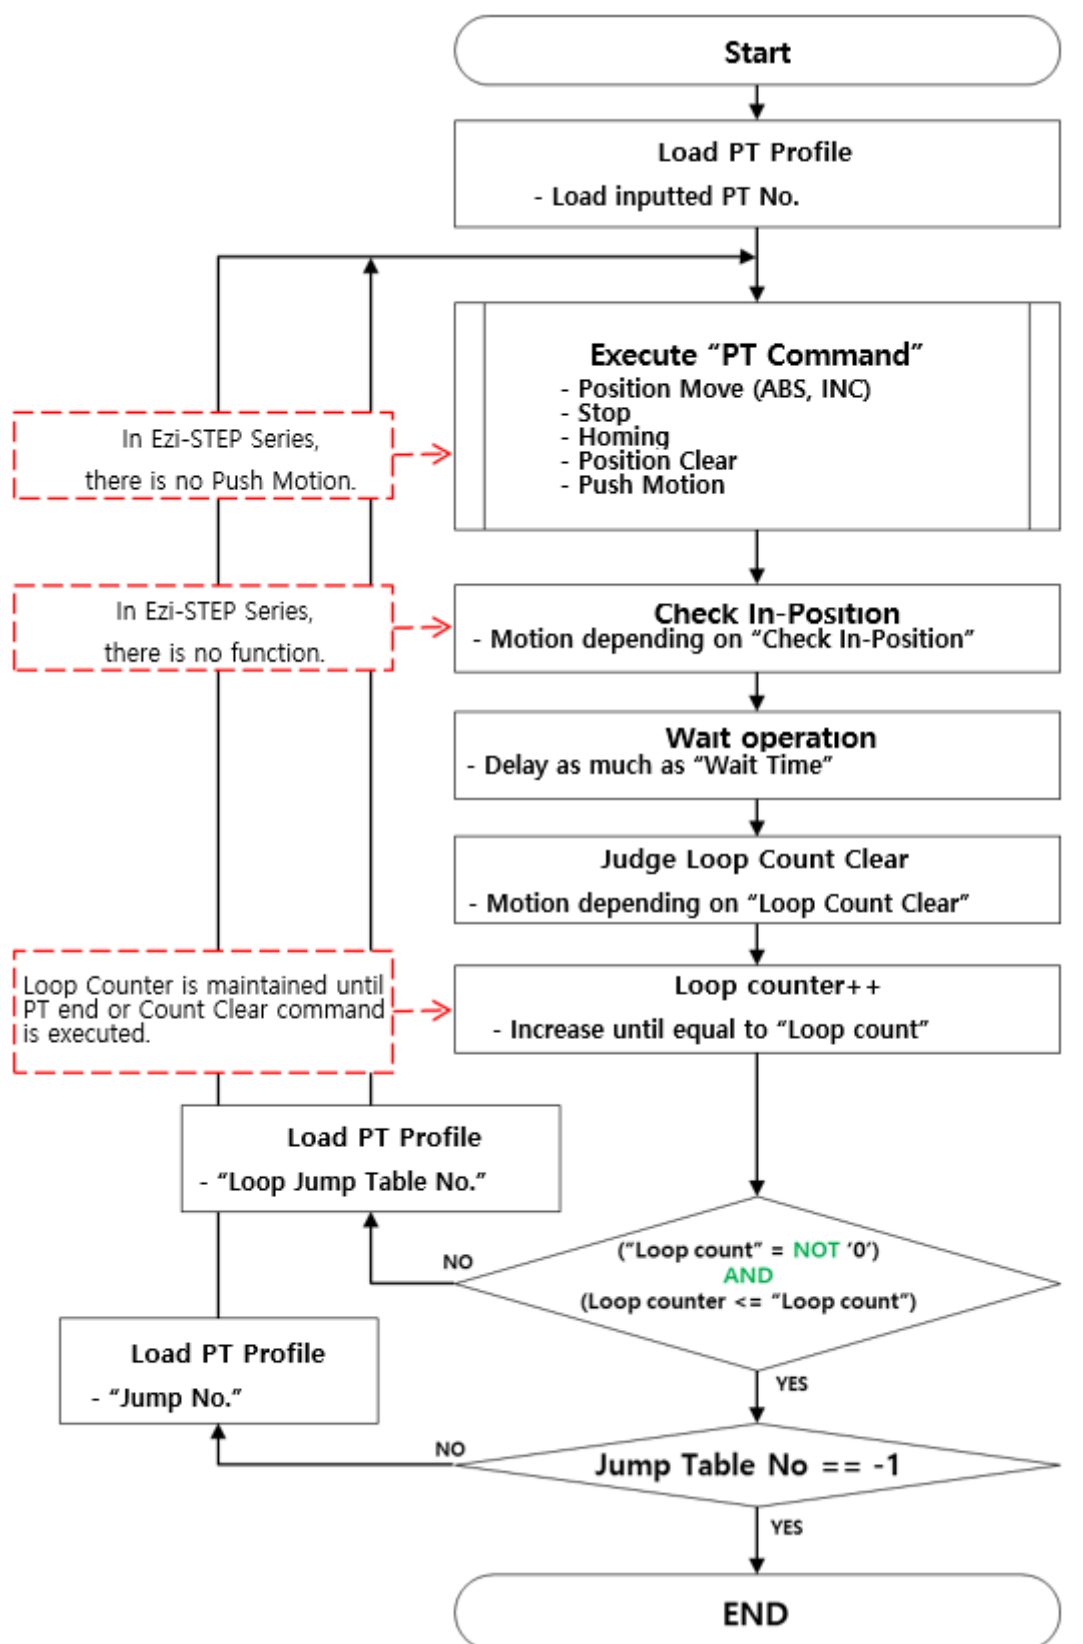 Start
Load PT Profile
- Load inputted PT No.
Execute “PT Command”
- Position Move (ABS, INC)
- Stop
- Homing
- Position Clear
- Push Motion
In Ezi-STEP Series,
there is no Push Motion.
Check In-Position
- Motion depending on “Check In-Position”
In Ezi-STEP Series,
there is no function.
Wait operation
- Delay as much as “Wait Time”
Judge Loop Count Clear
- Motion depending on “Loop Count Clear”
Loop counter++
- Increase until equal to “Loop count”
Loop Counter is maintained until
PT end or Count Clear command
is executed.
Load PT Profile
- “Loop Jump Table No.”
NO
(“Loop count” = NOT ‘0’)
AND
(Loop counter <= “Loop count”)
YES
Load PT Profile
- “Jump No.”
NO
Jump Table No == -1
YES
END